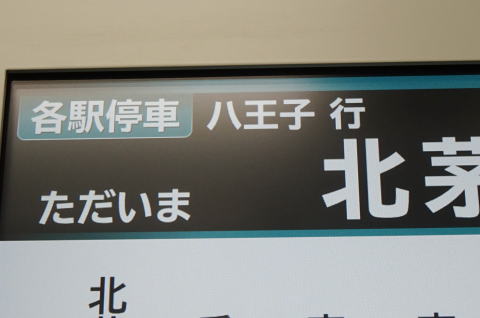 各駅停車 八王子 行
ただいま 北茅
北